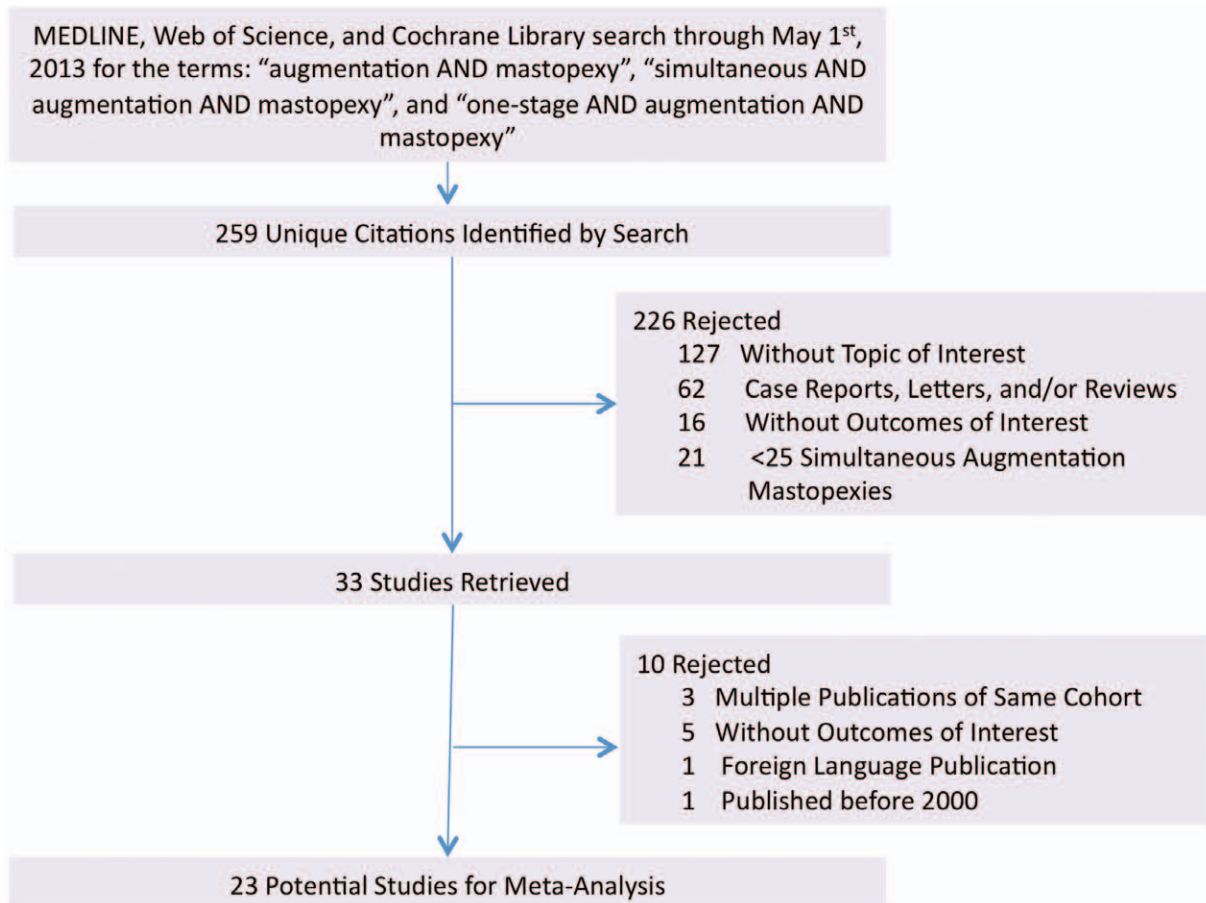 MEDLINE, Web of Science, and Cochrane Library search through May 1st,
2013 for the terms: “augmentation AND mastopexy”, “simultaneous AND
augmentation AND mastopexy”, and “one-stage AND augmentation AND
mastopexy”
259 Unique Citations Identified by Search
226 Rejected
127 Without Topic of Interest
62 Case Reports, Letters, and/or Reviews
16 Without Outcomes of Interest
21 <25 Simultaneous Augmentation
Mastopexies
33 Studies Retrieved
10 Rejected
3 Multiple Publications of Same Cohort
5 Without Outcomes of Interest
1 Foreign Language Publication
1 Published before 2000
23 Potential Studies for Meta-Analysis